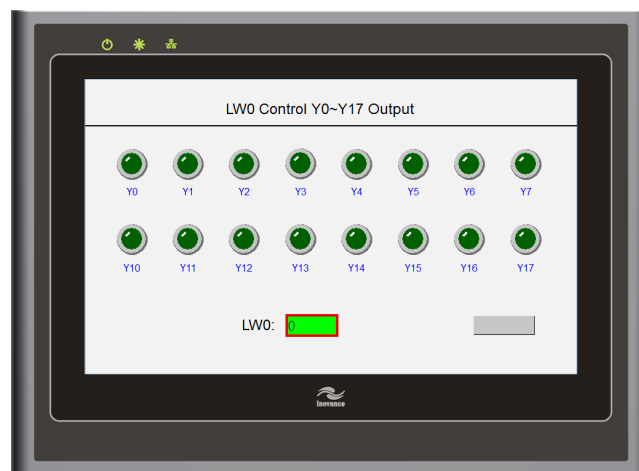 LW0 Control Y0~Y17 Output
Y0 Y1 Y2 Y3 Y4 Y5 Y6 Y7
Y10 Y11 Y12 Y13 Y14 Y15 Y16 Y17
LW0: 0
Inovance